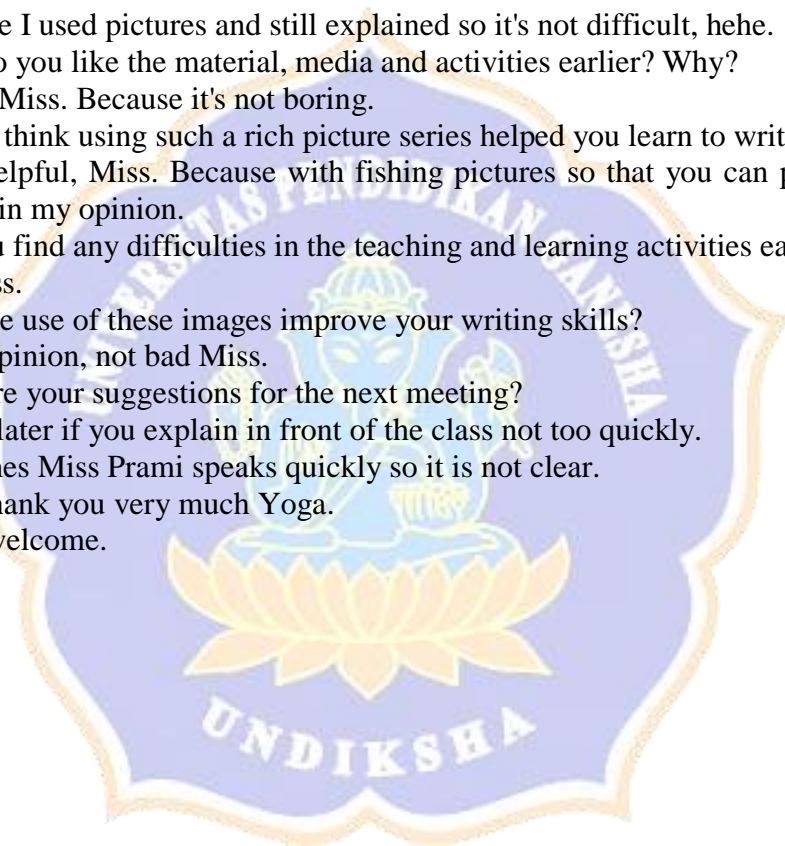 e I used pictures and still explained so it's not difficult, hehe.
o you like the material, media and activities earlier? Why?
Miss. Because it's not boring.
think using such a rich picture series helped you learn to writ
elpful, Miss. Because with fishing pictures so that you can p
in my opinion.
u find any difficulties in the teaching and learning activities ea
ss.
e use of these images improve your writing skills?
pinion, not bad Miss.
re your suggestions for the next meeting?
later if you explain in front of the class not too quickly.
nes Miss Prami speaks quickly so it is not clear.
hank you very much Yoga.
welcome.
UNIVERSITAS PENDIDIKAN GANESHA
UNDIKSHA